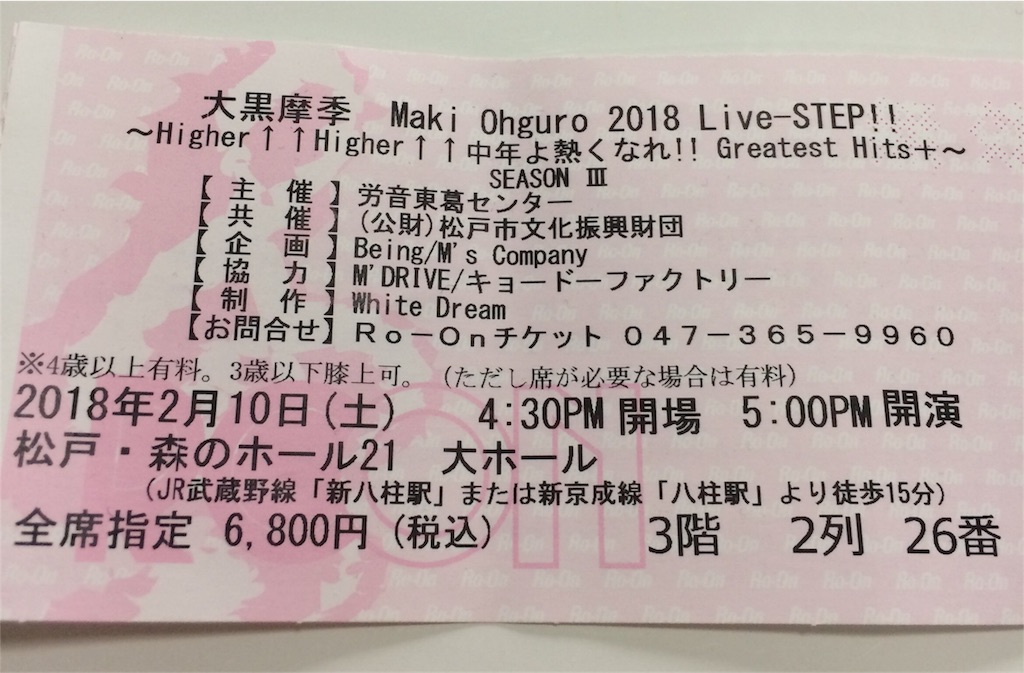 大黒摩季 Maki Ohguro 2018 Live-STEP!!
～Higher↑↑Higher↑↑中年よ熱くなれ!! Greatest Hits＋～
SEASON Ⅲ
【主 催】労音東葛センター
【共 催】(公財)松戸市文化振興財団
【企 画】Being/M's Company
【協 力】M'DRIVE/キョードーファクトリー
【制 作】White Dream
【お問合せ】Ｒｏ－Ｏｎチケット ０４７－３６５－９９６０
※4歳以上有料。3歳以下膝上可。（ただし席が必要な場合は有料）
2018年2月10日(土) 4:30PM 開場 5:00PM 開演
松戸・森のホール21 大ホール
（JR武蔵野線「新八柱駅」または新京成線「八柱駅」より徒歩15分）
全席指定 6,800円（税込） 3階 2列 26番